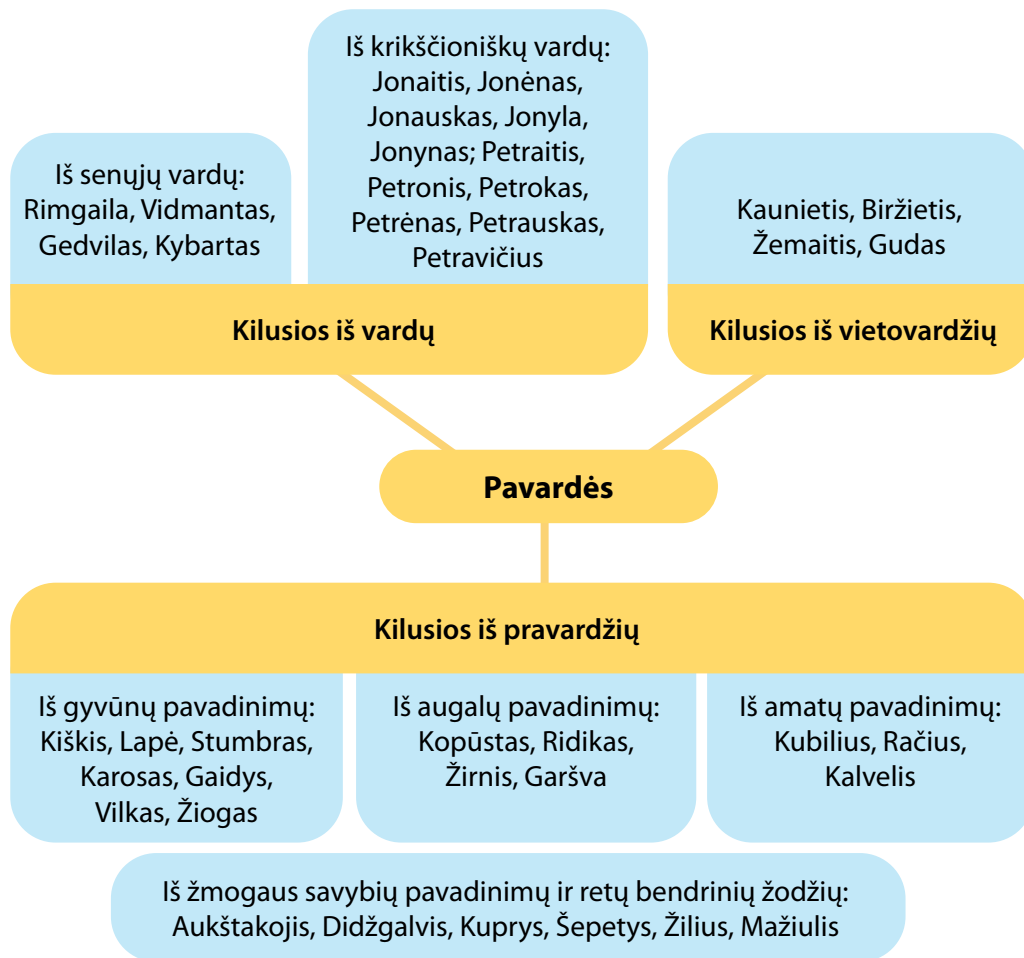 Iš senųjų vardų:
Rimgaila, Vidmantas,
Gedvilas, Kybartas
Iš krikščioniškų vardų:
Jonaitis, Jonėnas,
Jonauskas, Jonyla,
Jonynas; Petraitis,
Petronis, Petrokas,
Petrėnas, Petrauskas,
Petravičius
Kilusios iš vardų
Kaunietis, Biržietis,
Žemaitis, Gudas
Kilusios iš vietovardžių
Pavardės
Kilusios iš pravardžių
Iš gyvūnų pavadinimų:
Kiškis, Lapė, Stumbras,
Karosas, Gaidys,
Vilkas, Žiogas
Iš augalų pavadinimų:
Kopūstas, Ridikas,
Žirnis, Garšva
Iš amatų pavadinimų:
Kubilius, Račius,
Kalvelis
Iš žmogaus savybių pavadinimų ir retų bendrinių žodžių:
Aukštakojis, Didžgalvis, Kuprys, Šepetys, Žilius, Mažiulis